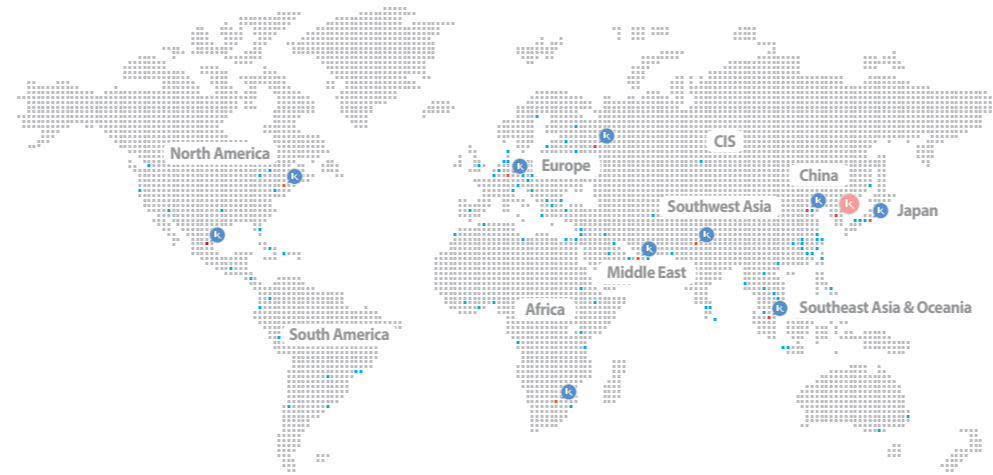 CIS
North America
Europe
China
Southwest Asia
Japan
Middle East
Africa
Southeast Asia & Oceania
South America
k
k
k
k
k
k
k
k
k
k
k